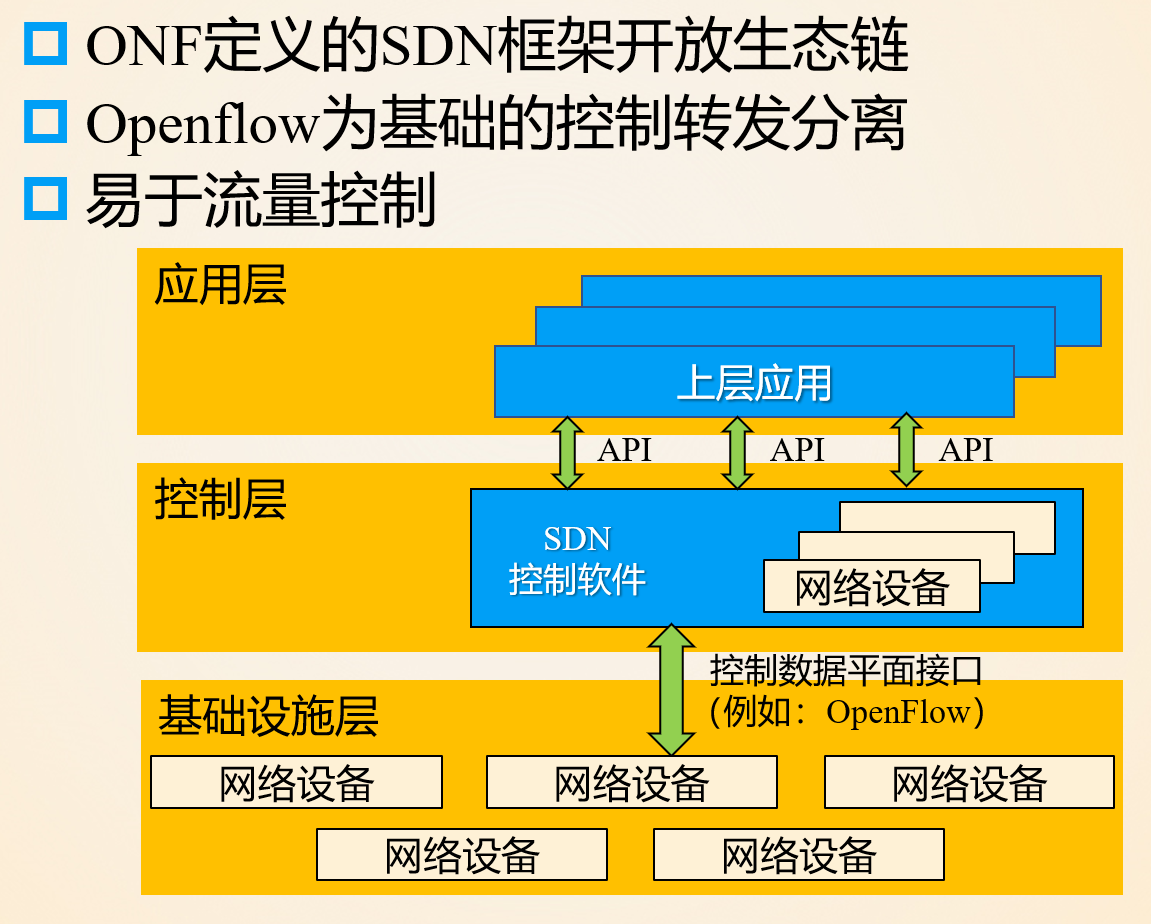 ONF定义的SDN框架开放生态链
Openflow为基础的控制转发分离
易于流量控制
应用层
上层应用
API
API
API
控制层
SDN
控制软件
网络设备
控制数据平面接口
（例如：OpenFlow）
基础设施层
网络设备
网络设备
网络设备
网络设备
网络设备